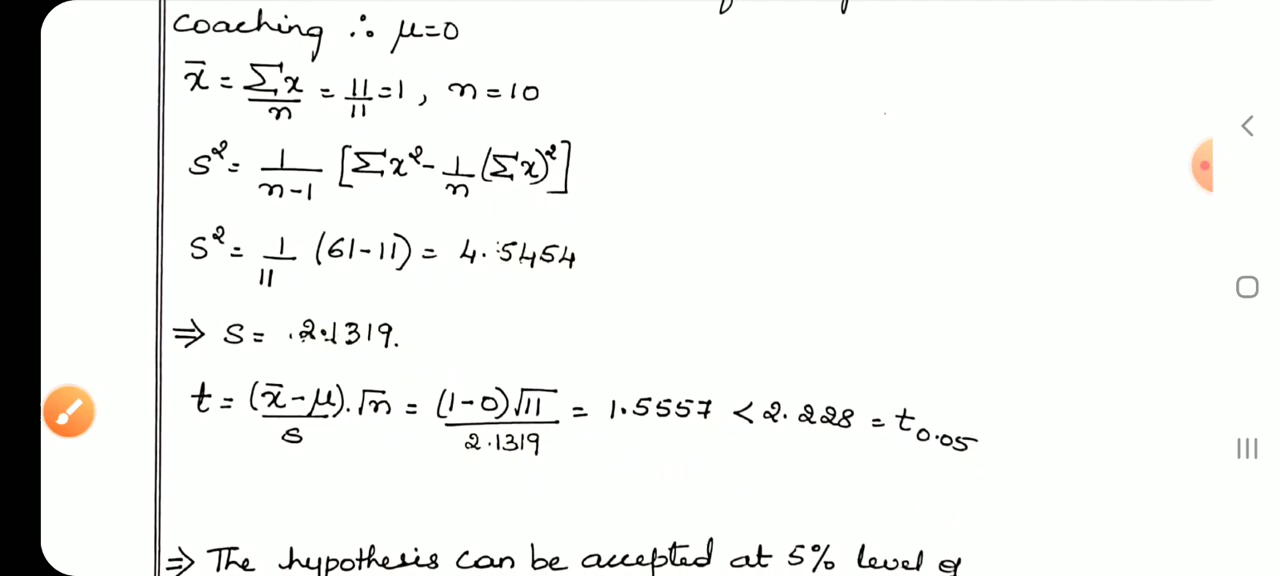 coaching ∴ μ=0
x̄ = Σx/n = 11/11 = 1, n = 10
S² = 1/(n-1) [Σx² - 1/n (Σx)²]
S² = 1/11 (61-11) = 4.5454
⇒ S = 2.1319.
t = (x̄-μ).√n / s = (1-0)√11 / 2.1319 = 1.5557 < 2.228 = t0.05
⇒ The hypothesis can be accepted at 5% level of